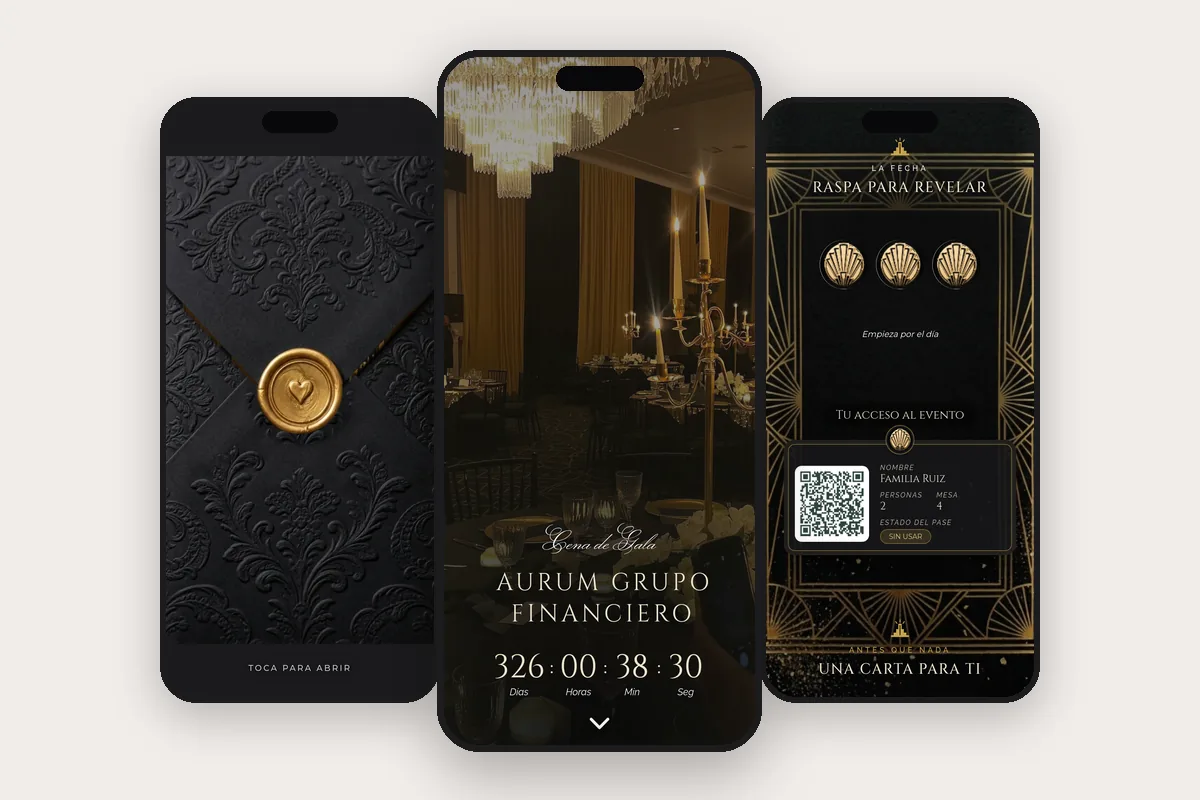 TOCA PARA ABRIR
Cena de Gala
AURUM GRUPO
FINANCIERO
326 : 00 : 38 : 30
Días Horas Min Seg
LA FECHA
RASPA PARA REVELAR
Empieza por el día
TU ACCESO AL EVENTO
NOMBRE
FAMILIA RUIZ
PERSONAS MESA
2 4
ESTADO DEL PASE
SIN USAR
ANTES QUE NADA
UNA CARTA PARA TI